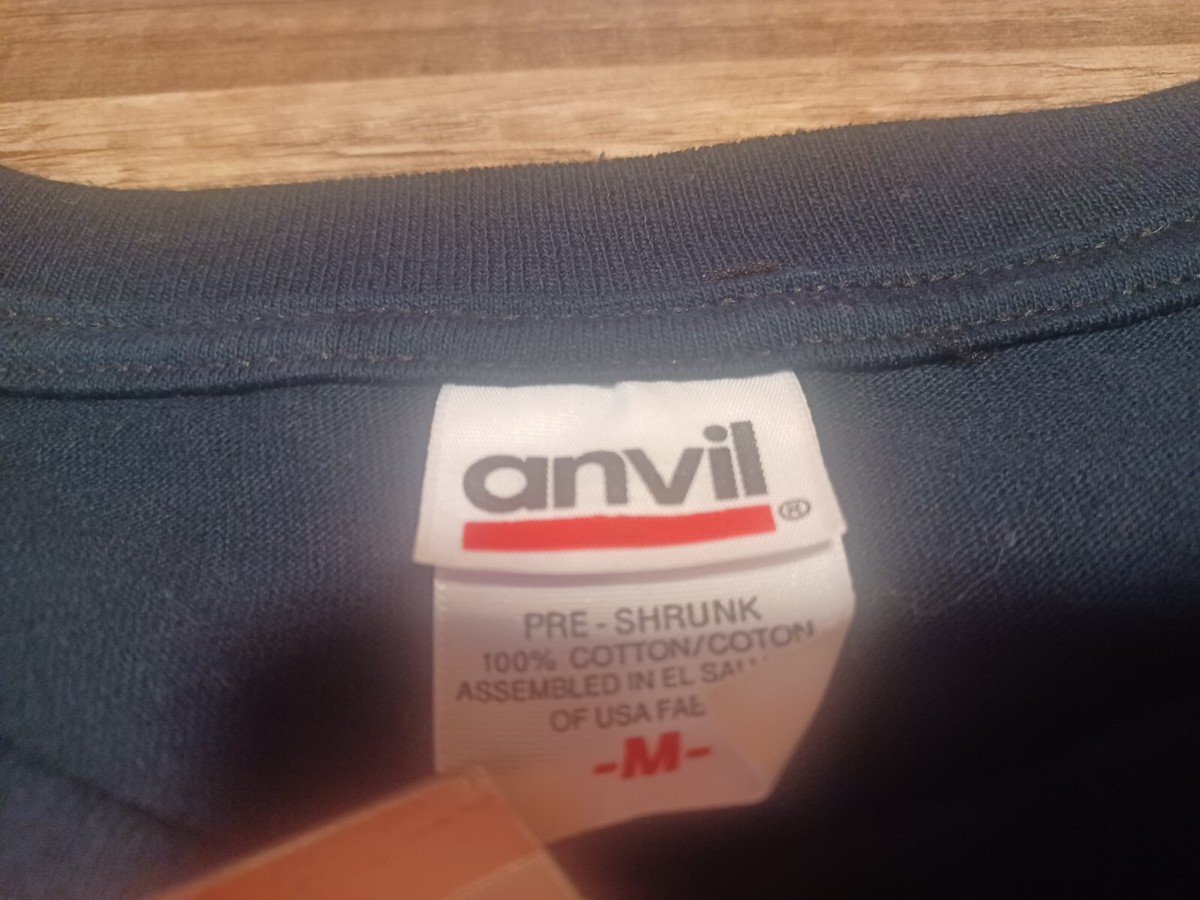 anvil®
PRE-SHRUNK
100% COTTON/COTON
ASSEMBLED IN EL
OF USA
-M-